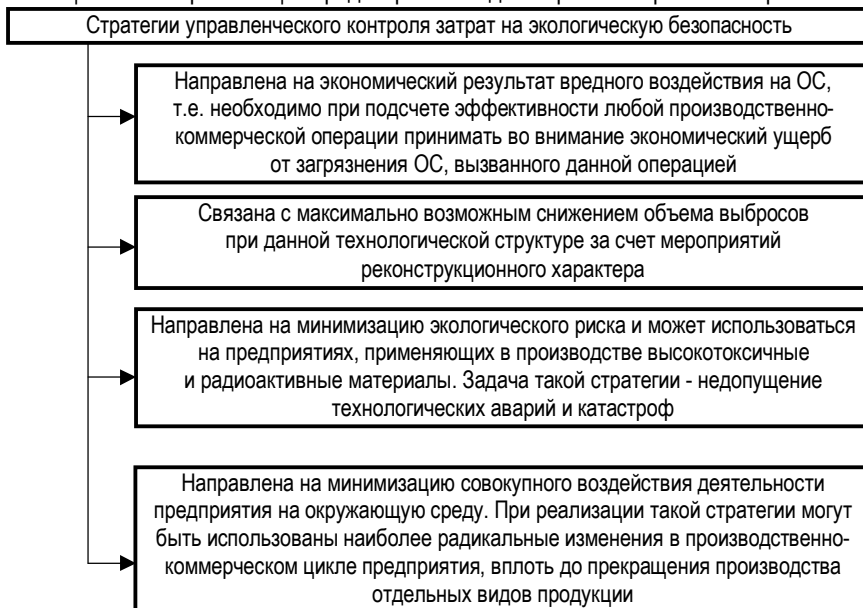 Стратегии управленческого контроля затрат на экологическую безопасность
Направлена на экономический результат вредного воздействия на ОС,
т.е. необходимо при подсчете эффективности любой производственно-
коммерческой операции принимать во внимание экономический ущерб
от загрязнения ОС, вызванного данной операцией
Связана с максимально возможным снижением объема выбросов
при данной технологической структуре за счет мероприятий
реконструкционного характера
Направлена на минимизацию экологического риска и может использоваться
на предприятиях, применяющих в производстве высокотоксичные
и радиоактивные материалы. Задача такой стратегии - недопущение
технологических аварий и катастроф
Направлена на минимизацию совокупного воздействия деятельности
предприятия на окружающую среду. При реализации такой стратегии могут
быть использованы наиболее радикальные изменения в производственно-
коммерческом цикле предприятия, вплоть до прекращения производства
отдельных видов продукции